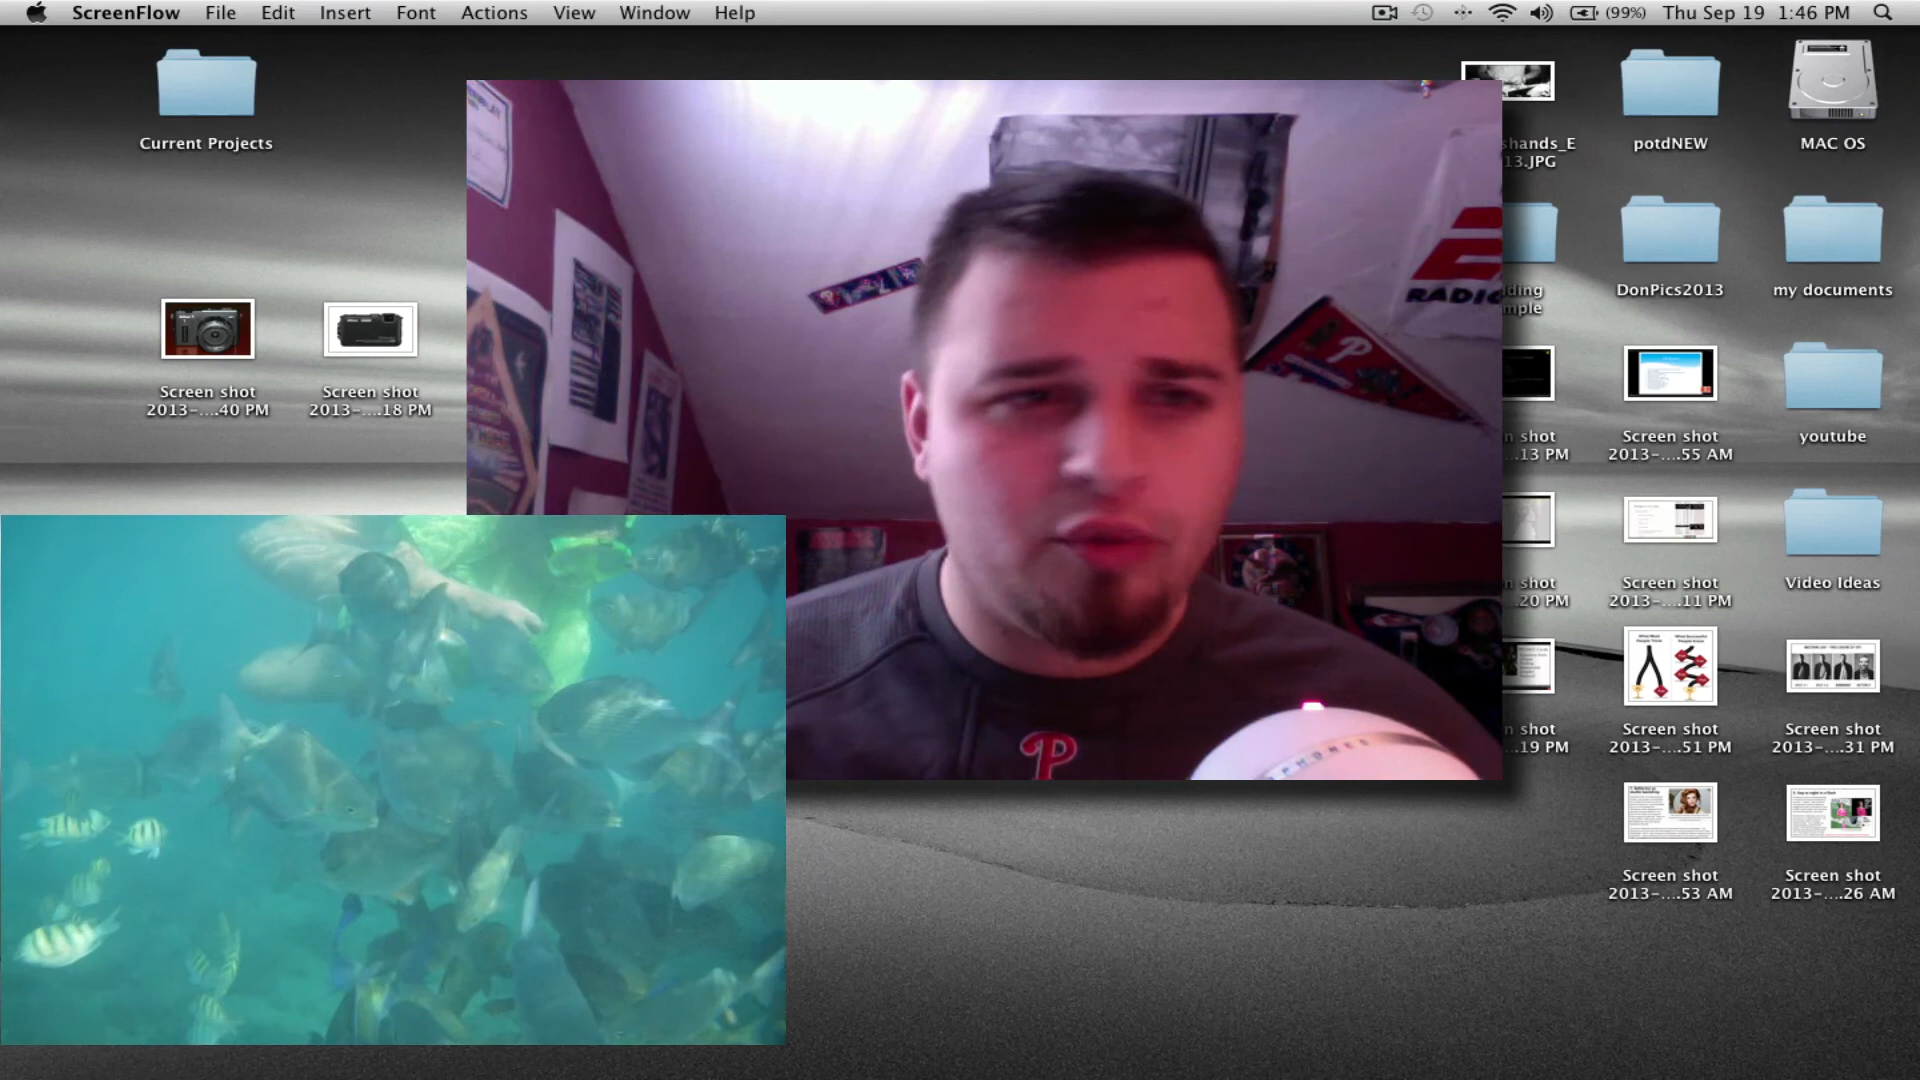 ScreenFlow File Edit Insert Font Actions View Window Help
(99%) Thu Sep 19 1:46 PM
Current Projects
shands_E
13.JPG
potdNEW
MAC OS
ding
mple
DonPics2013
my documents
RADIO
P
Screen shot
2013-....40 PM
Screen shot
2013-....18 PM
n shot
....13 PM
Screen shot
2013-....55 AM
youtube
n shot
....20 PM
Screen shot
2013-....11 PM
Video Ideas
P
n shot
....19 PM
Screen shot
2013-....51 PM
Screen shot
2013-....31 PM
Screen shot
2013-....53 AM
Screen shot
2013-....26 AM